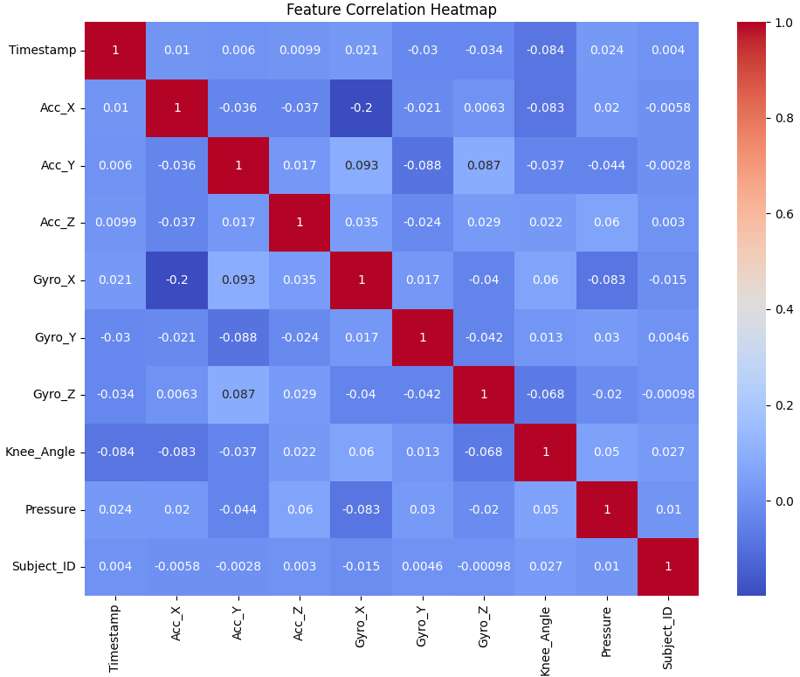 Feature Correlation Heatmap
Timestamp 1 0.01 0.006 0.0099 0.021 -0.03 -0.034 -0.084 0.024 0.004
Acc_X 0.01 1 -0.036 -0.037 -0.2 -0.021 0.0063 -0.083 0.02 -0.0058
Acc_Y 0.006 -0.036 1 0.017 0.093 -0.088 0.087 -0.037 -0.044 -0.0028
Acc_Z 0.0099 -0.037 0.017 1 0.035 -0.024 0.029 0.022 0.06 0.003
Gyro_X 0.021 -0.2 0.093 0.035 1 0.017 -0.04 0.06 -0.083 -0.015
Gyro_Y -0.03 -0.021 -0.088 -0.024 0.017 1 -0.042 0.013 0.03 0.0046
Gyro_Z -0.034 0.0063 0.087 0.029 -0.04 -0.042 1 -0.068 -0.02 -0.00098
Knee_Angle -0.084 -0.083 -0.037 0.022 0.06 0.013 -0.068 1 0.05 0.027
Pressure 0.024 0.02 -0.044 0.06 -0.083 0.03 -0.02 0.05 1 0.01
Subject_ID 0.004 -0.0058 -0.0028 0.003 -0.015 0.0046 -0.00098 0.027 0.01 1
Timestamp Acc_X Acc_Y Acc_Z Gyro_X Gyro_Y Gyro_Z Knee_Angle Pressure Subject_ID
1.0
0.8
0.6
0.4
0.2
0.0